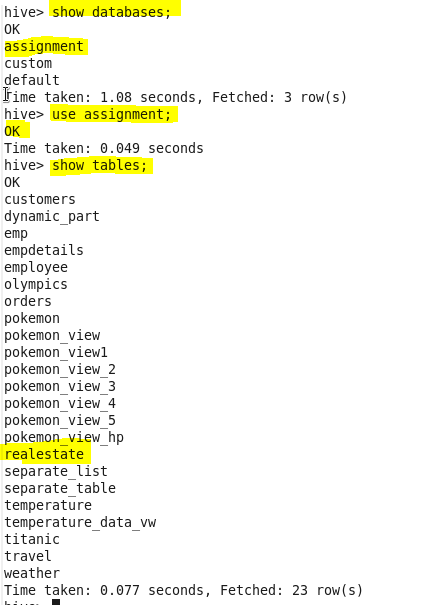 hive> show databases;
OK
assignment
custom
default
Time taken: 1.08 seconds, Fetched: 3 row(s)
hive> use assignment;
OK
Time taken: 0.049 seconds
hive> show tables;
OK
customers
dynamic_part
emp
empdetails
employee
olympics
orders
pokemon
pokemon_view
pokemon_view1
pokemon_view_2
pokemon_view_3
pokemon_view_4
pokemon_view_5
pokemon_view_hp
realestate
separate_list
separate_table
temperature
temperature_data_vw
titanic
travel
weather
Time taken: 0.077 seconds, Fetched: 23 row(s)
hive>